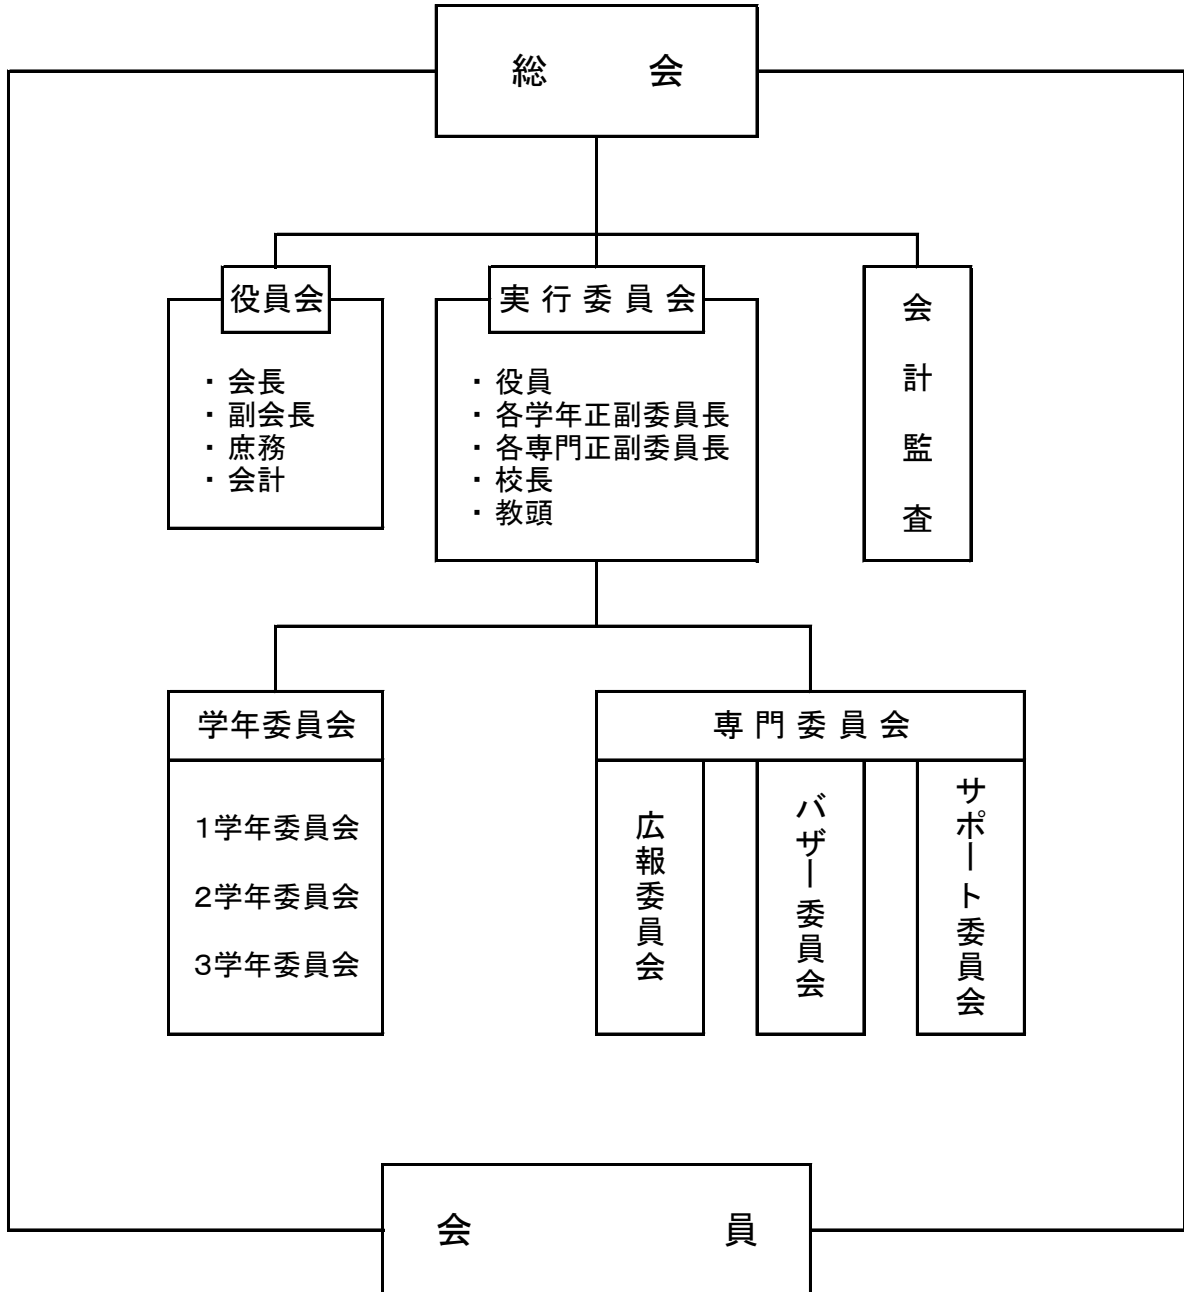 総　会
役員会
・会長
・副会長
・庶務
・会計
実行委員会
・役員
・各学年正副委員長
・各専門正副委員長
・校長
・教頭
会計監査
学年委員会
1学年委員会
2学年委員会
3学年委員会
専門委員会
広報委員会
バザー委員会
サポート委員会
会　員